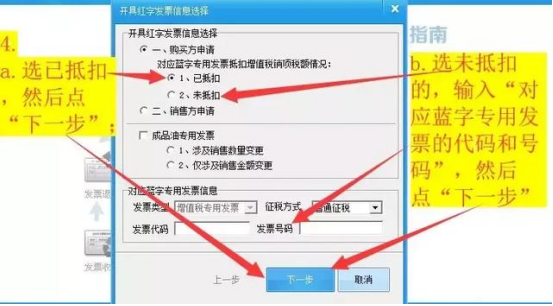 开具红字发票信息选择
指南
4.
a.选已抵扣
，然后点
“下一步”；
开具红字发票信息选择
一、购买方申请
对应蓝字专用发票抵扣增值税销项税额情况：
1、已抵扣
2、未抵扣
二、销售方申请
成品油专用发票
1、涉及销售数量变更
2、仅涉及销售金额变更
对应蓝字专用发票信息
发票类型
增值税专用发票
征税方式
普通征税
发票代码
发票号码
上一步
下一步
取消
b.选未抵扣
的，输入“对
应蓝字专用发
票的代码和号
码”，然后
点“下一步”
发票退
发票收